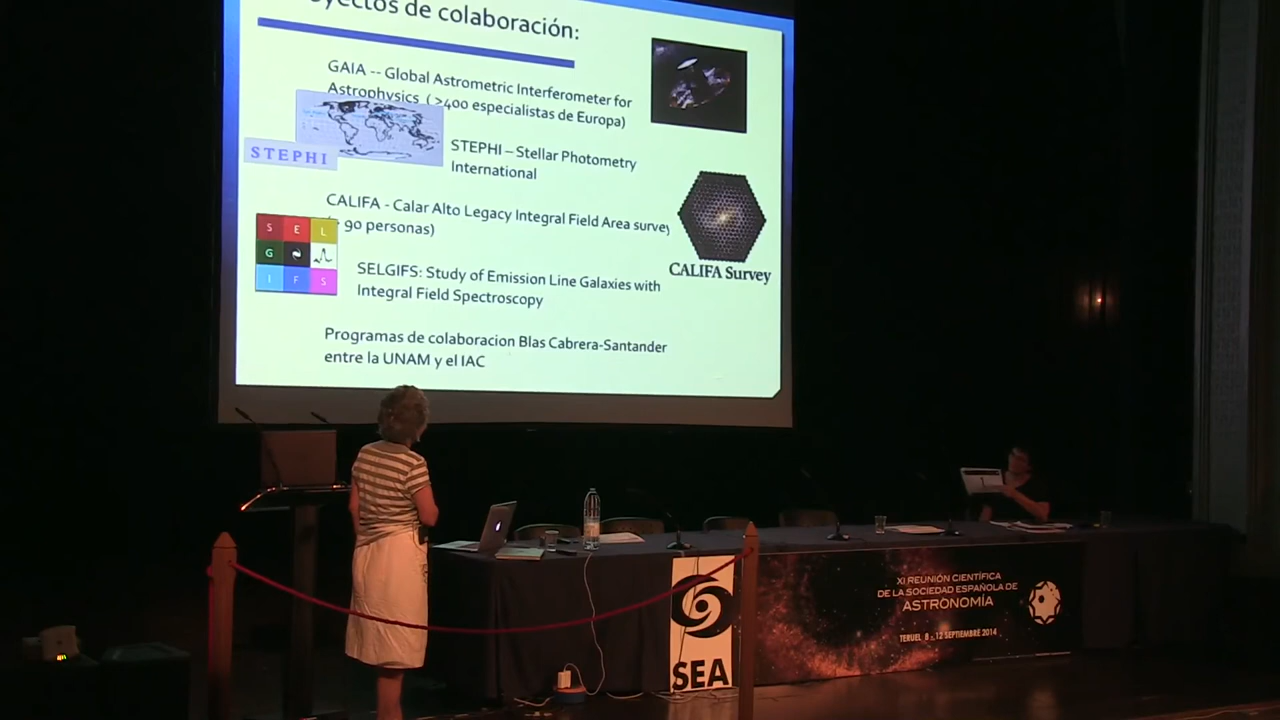 yectos de colaboración:
GAIA -- Global Astrometric Interferometer for
Astrophysics (>400 especialistas de Europa)
STEPHI
STEPHI – Stellar Photometry
International
CALIFA - Calar Alto Legacy Integral Field Area survey
90 personas)
CALIFA Survey
S E L
G
I F S
SELGIFS: Study of Emission Line Galaxies with
Integral Field Spectroscopy
Programas de colaboracion Blas Cabrera-Santander
entre la UNAM y el IAC
SEA
XI REUNIÓN CIENTÍFICA
DE LA SOCIEDAD ESPAÑOLA DE
ASTRONOMÍA
TERUEL 8 - 12 SEPTIEMBRE 2014